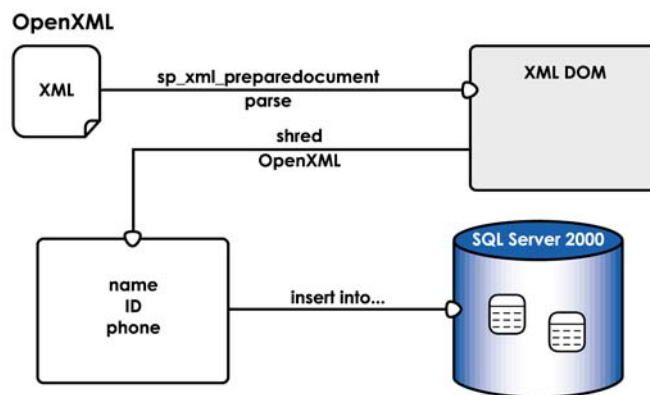 OpenXML
XML
sp_xml_preparedocument
parse
XML DOM
shred
OpenXML
name
ID
phone
insert into...
SQL Server 2000